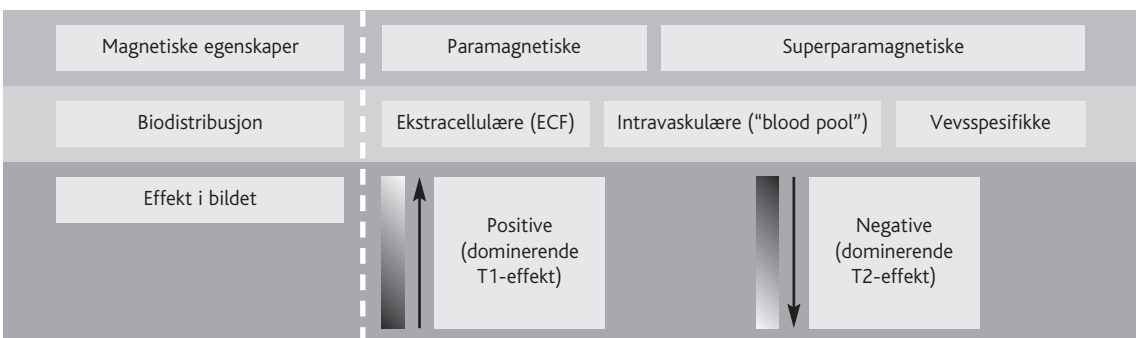 Magnetiske egenskaper
Paramagnetiske
Superparamagnetiske
Biodistribusjon
Ekstracellulære (ECF)
Intravaskulære (“blood pool”)
Vevsspesifikke
Effekt i bildet
Positive
(dominerende
T1-effekt)
Negative
(dominerende
T2-effekt)